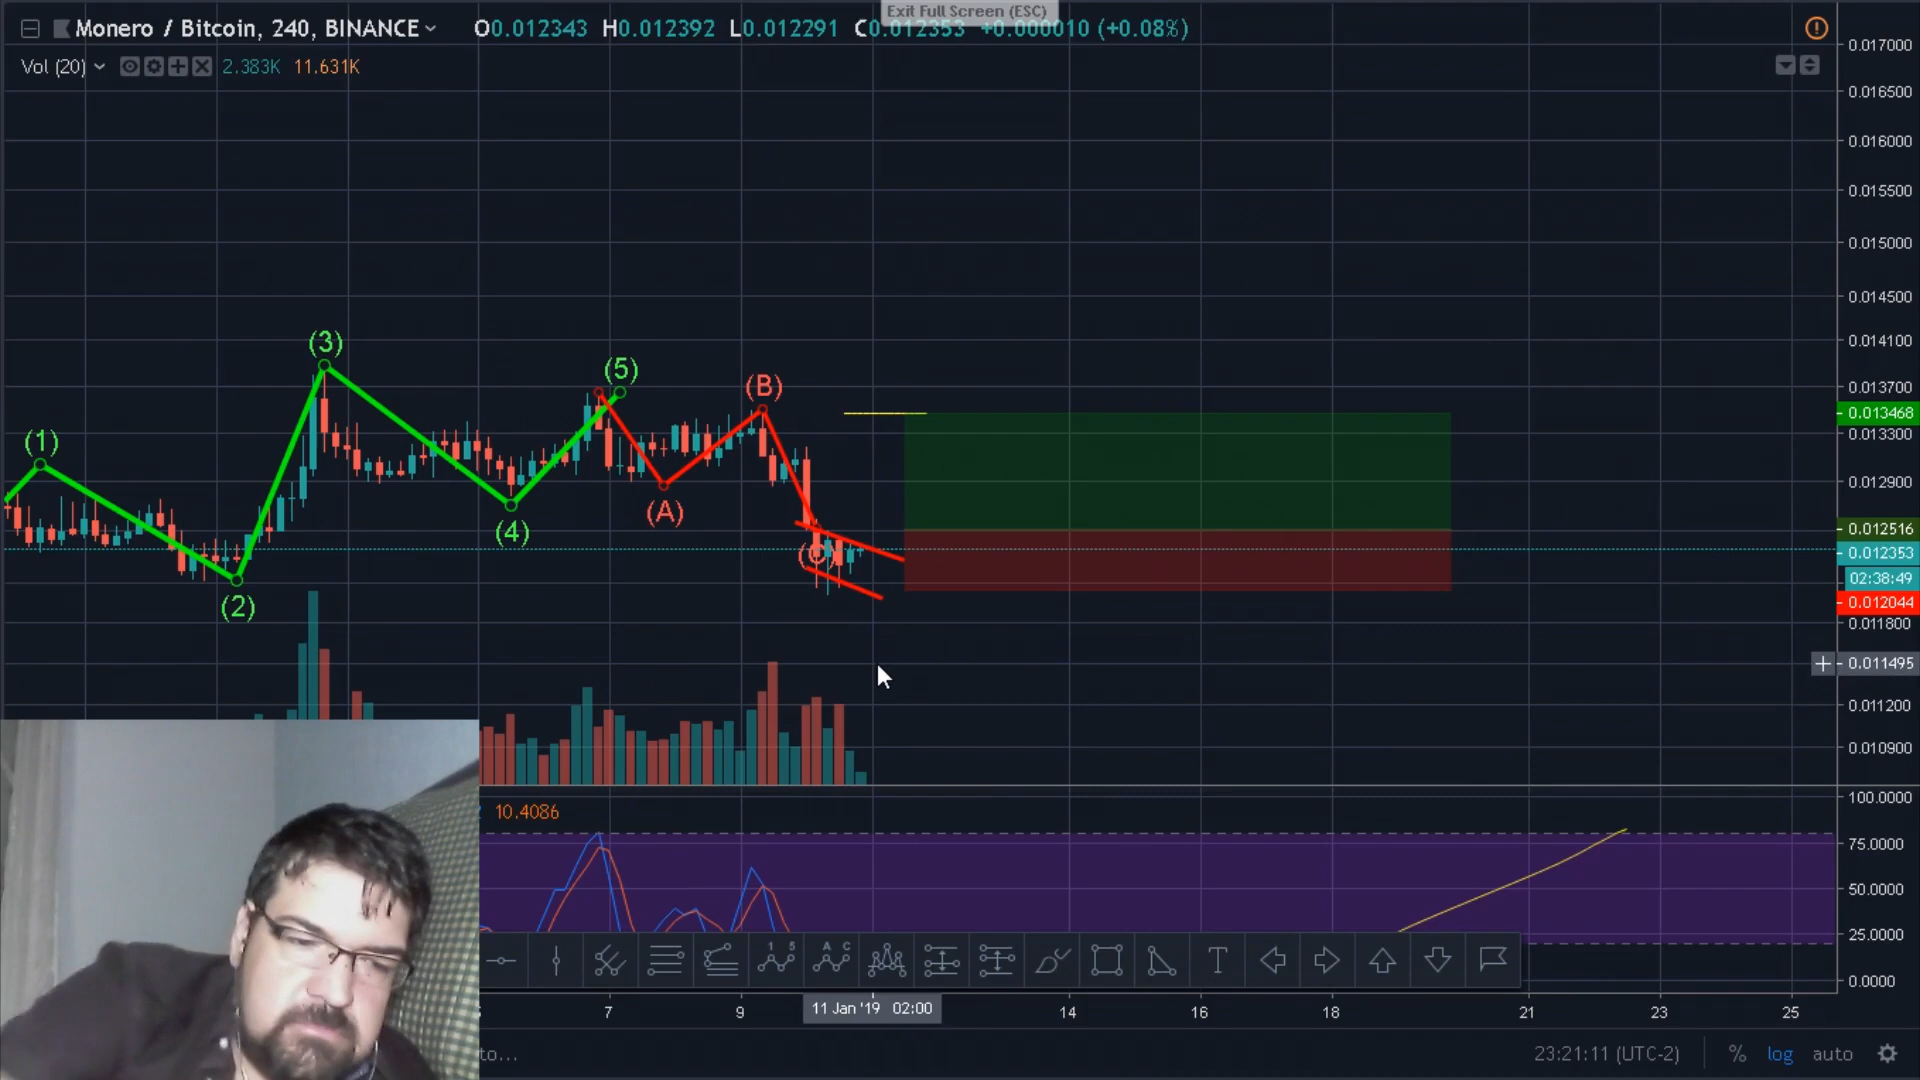 Exit Full Screen (ESC)
Monero / Bitcoin, 240, BINANCE O0.012343 H0.012392 L0.012291 C0.012353 +0.000010 (+0.08%)
Vol (20) 2.383K 11.631K
0.017000
0.016500
0.016000
0.015500
0.015000
0.014500
0.014100
0.013700
0.013468
0.013300
0.012900
0.012516
0.012353
02:38:49
0.012044
0.011800
0.011495
0.011200
0.010900
(1)
(2)
(3)
(4)
(5)
(A)
(B)
(C)
10.4086
100.0000
75.0000
50.0000
25.0000
0.0000
1 5
A C
T
7 9 11 Jan '19 02:00 14 16 18 21 23 25
to...
23:21:11 (UTC-2) % log auto